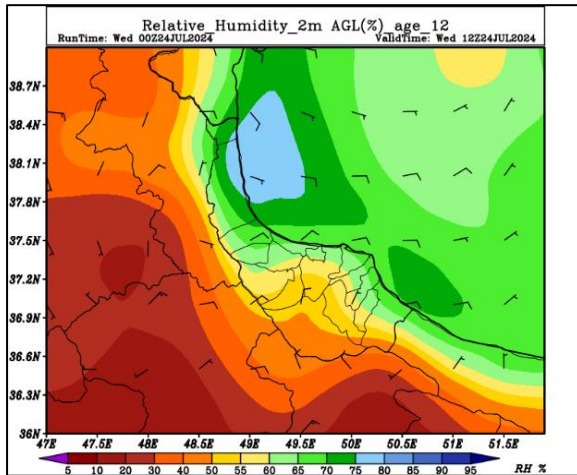 Relative_Humidity_2m AGL(%)_age_12
RunTime: Wed 00Z24JUL2024 ValidTime: Wed 12Z24JUL2024
38.7N
38.4N
38.1N
37.8N
37.5N
37.2N
36.9N
36.6N
36.3N
36N
47E 47.5E 48E 48.5E 49E 49.5E 50E 50.5E 51E 51.5E
5 10 20 30 40 50 55 60 65 70 75 80 85 90 95 RH %